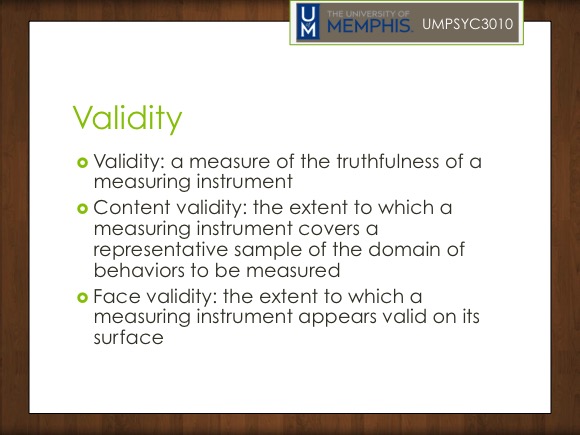 UM
THE UNIVERSITY OF
MEMPHIS.
UMPSYC3010
Validity
Validity: a measure of the truthfulness of a
measuring instrument
Content validity: the extent to which a
measuring instrument covers a
representative sample of the domain of
behaviors to be measured
Face validity: the extent to which a
measuring instrument appears valid on its
surface